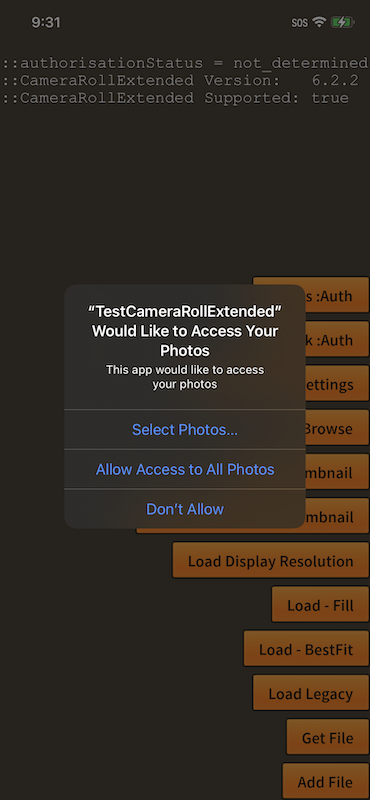 9:31
SOS
::authorisationStatus = not_determined
::CameraRollExtended Version: 6.2.2
::CameraRollExtended Supported: true
“TestCameraRollExtended”
Would Like to Access Your
Photos
This app would like to access
your photos
Select Photos...
Allow Access to All Photos
Don’t Allow
:Auth
:Auth
ettings
Browse
mbnail
mbnail
Load Display Resolution
Load - Fill
Load - BestFit
Load Legacy
Get File
Add File